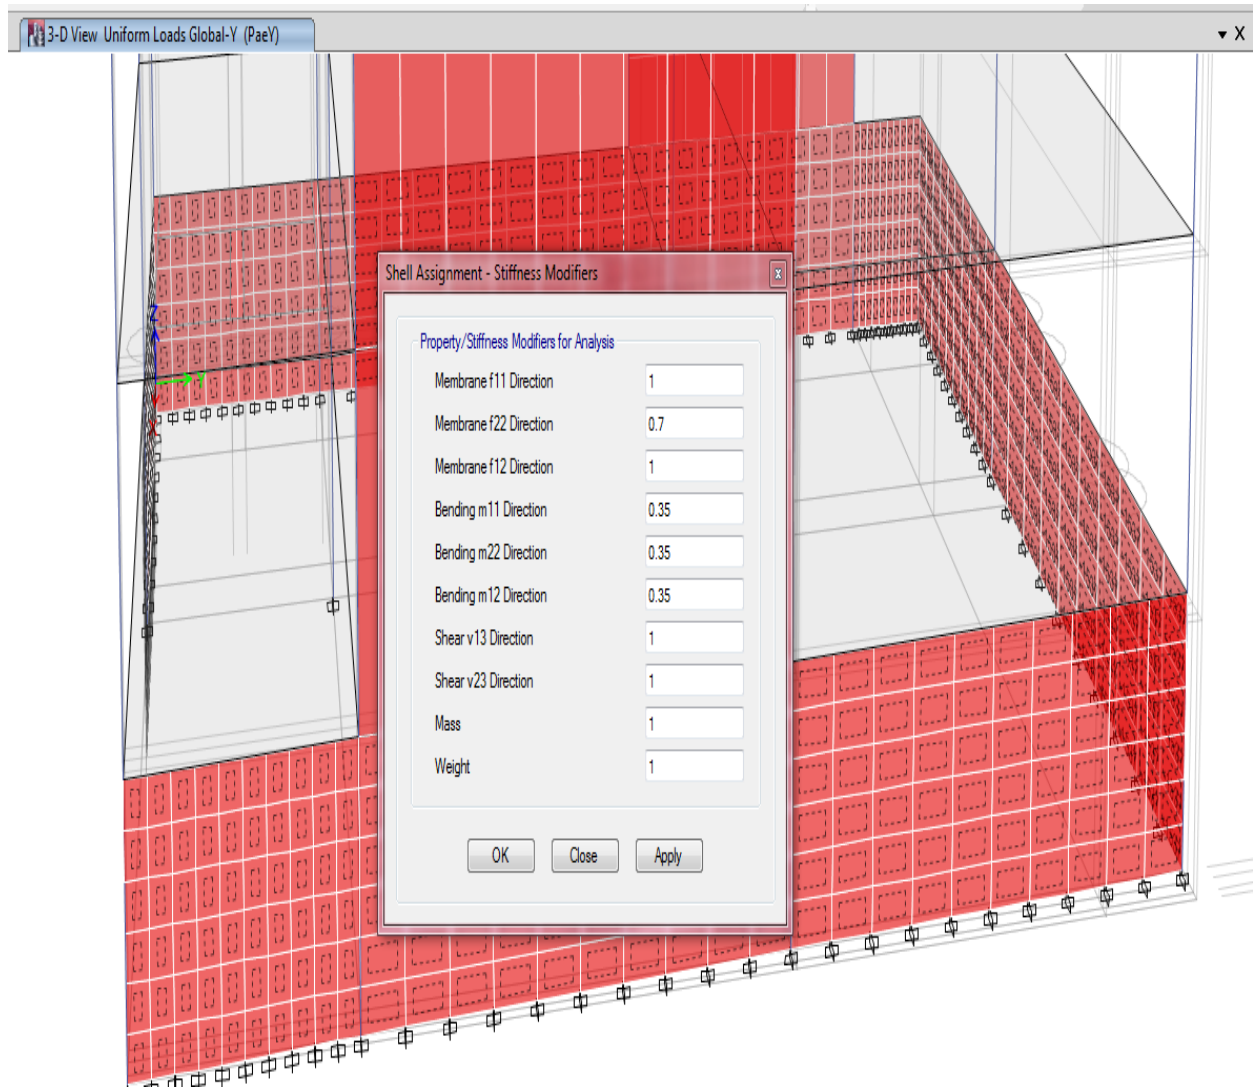 3-D View Uniform Loads Global-Y (PaeY)
X
Shell Assignment - Stiffness Modifiers
Property/Stiffness Modifiers for Analysis
Membrane f11 Direction 1
Membrane f22 Direction 0.7
Membrane f12 Direction 1
Bending m11 Direction 0.35
Bending m22 Direction 0.35
Bending m12 Direction 0.35
Shear v13 Direction 1
Shear v23 Direction 1
Mass 1
Weight 1
OK Close Apply
Z
Y
X